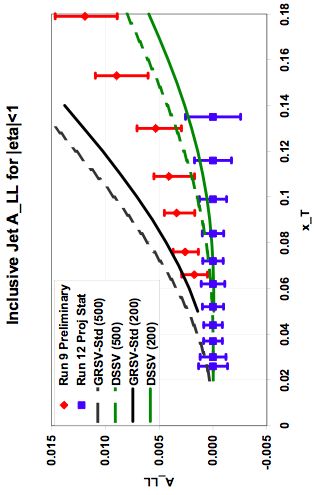 Inclusive Jet A_LL for |eta|<1
Run 9 Preliminary
Run 12 Proj Stat
GRSV-Std (500)
DSSV (500)
GRSV-Std (200)
DSSV (200)
0.015
0.010
0.005
0.000
-0.005
A_LL
0
0.02
0.04
0.06
0.08
0.1
0.12
0.14
0.16
0.18
x_T